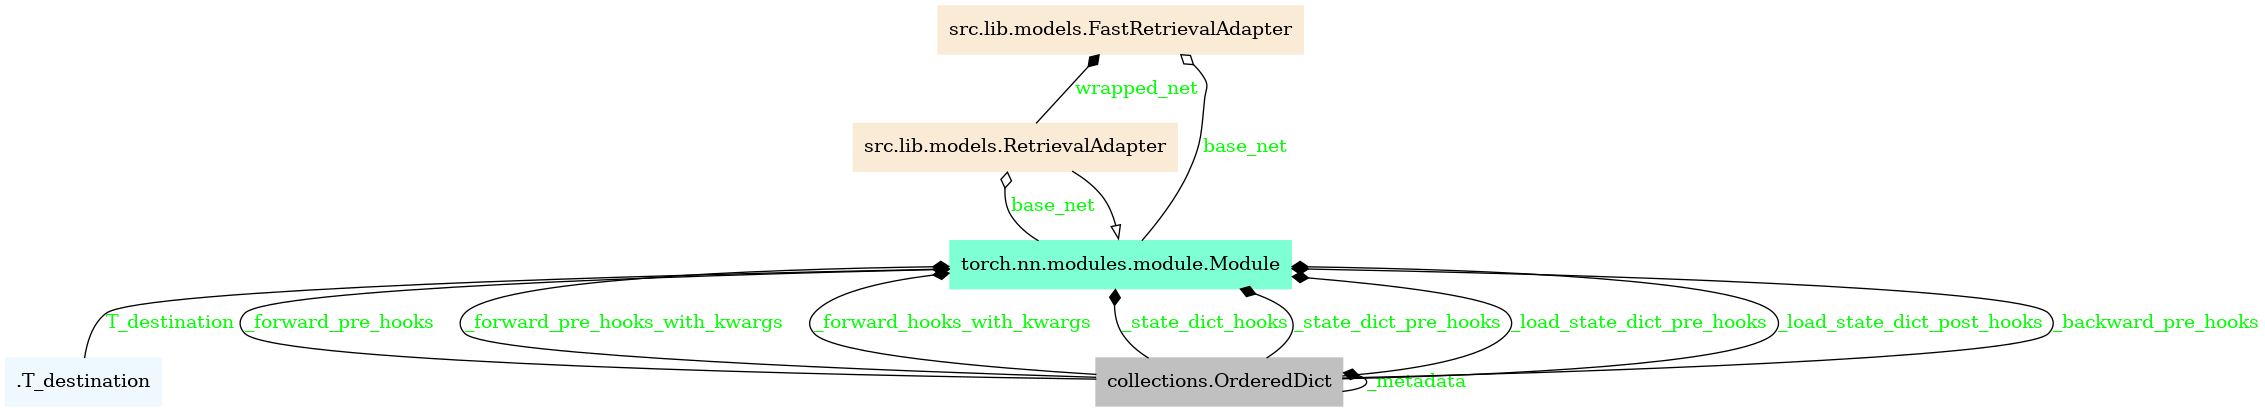 src.lib.models.FastRetrievalAdapter
wrapped_net
src.lib.models.RetrievalAdapter
base_net
base_net
torch.nn.modules.module.Module
T_destination
_forward_pre_hooks
_forward_pre_hooks_with_kwargs
_forward_hooks_with_kwargs
_state_dict_hooks
_state_dict_pre_hooks
_load_state_dict_pre_hooks
_load_state_dict_post_hooks
_backward_pre_hooks
.T_destination
collections.OrderedDict
_metadata